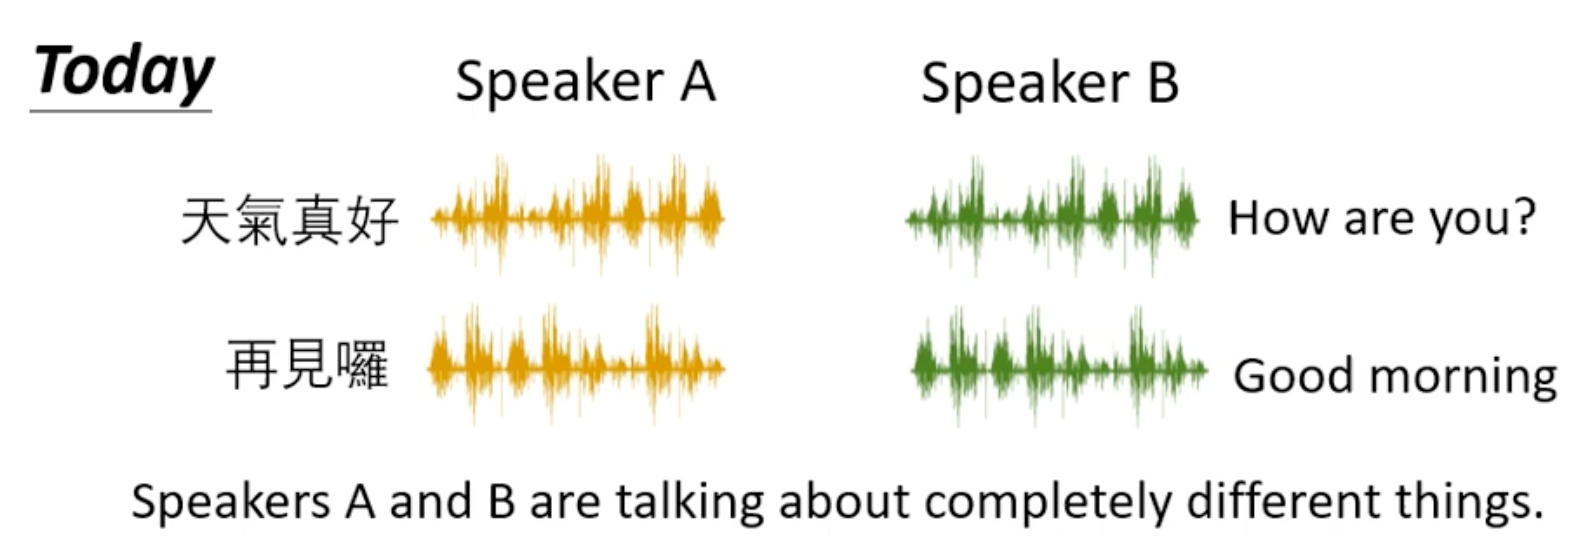 Today
Speaker A
Speaker B
天氣真好
How are you?
再見囉
Good morning
Speakers A and B are talking about completely different things.